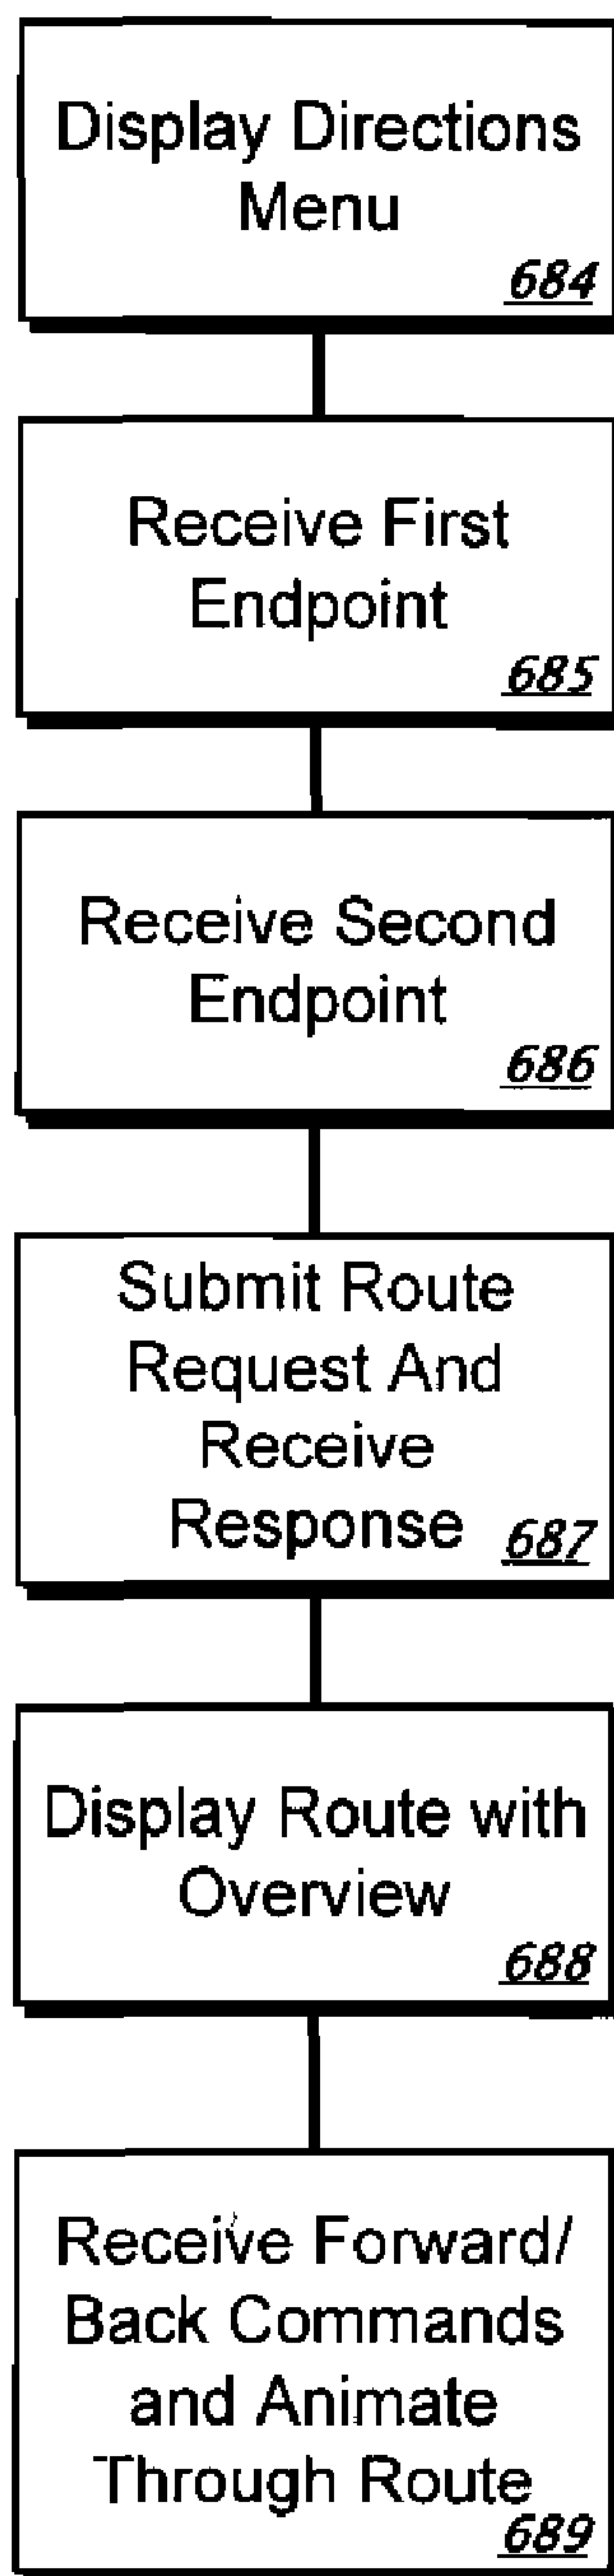 Display Directions
Menu
684
Receive First
Endpoint
685
Receive Second
Endpoint
686
Submit Route
Request And
Receive
Response 687
Display Route with
Overview
688
Receive Forward/
Back Commands
and Animate
Through Route
689